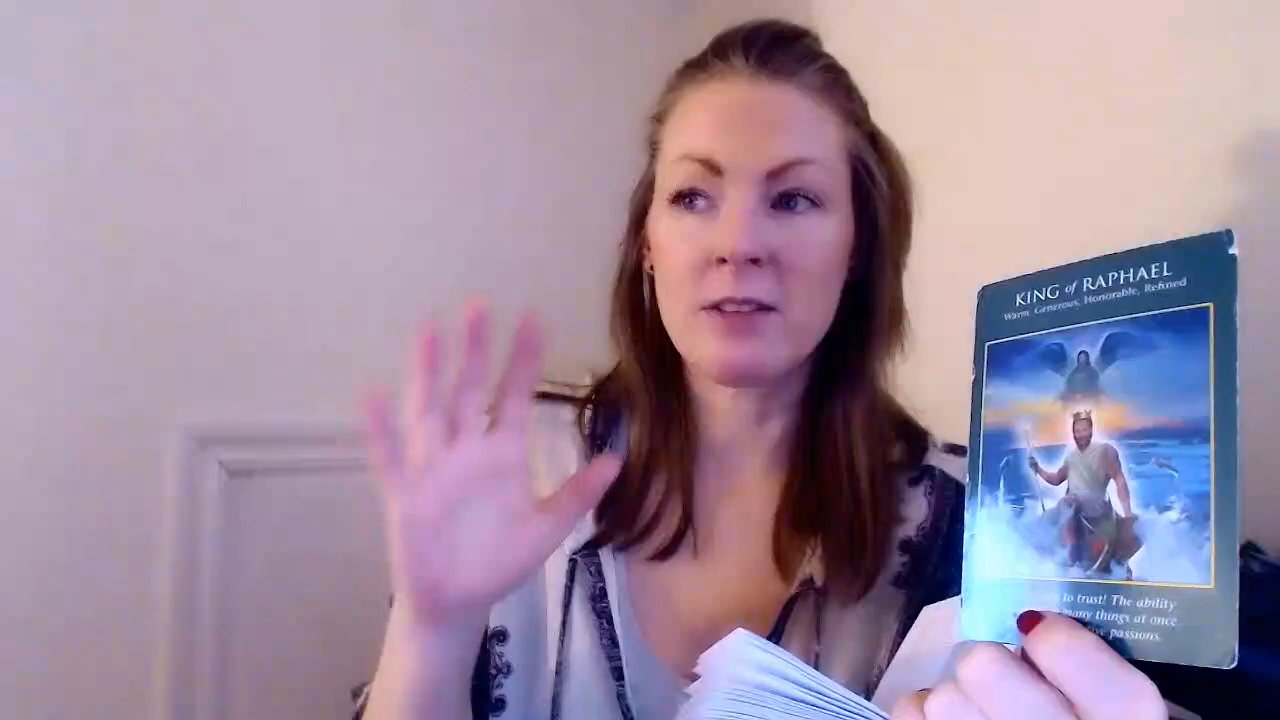 KING of RAPHAEL
Warm, Generous, Honorable, Refined
to trust! The ability
many things at once.
passions.